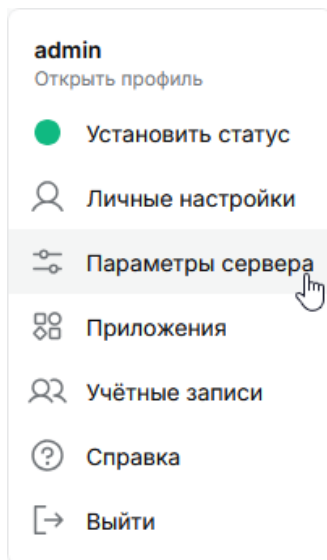 admin
Открыть профиль
Установить статус
Личные настройки
Параметры сервера
Приложения
Учётные записи
Справка
Выйти